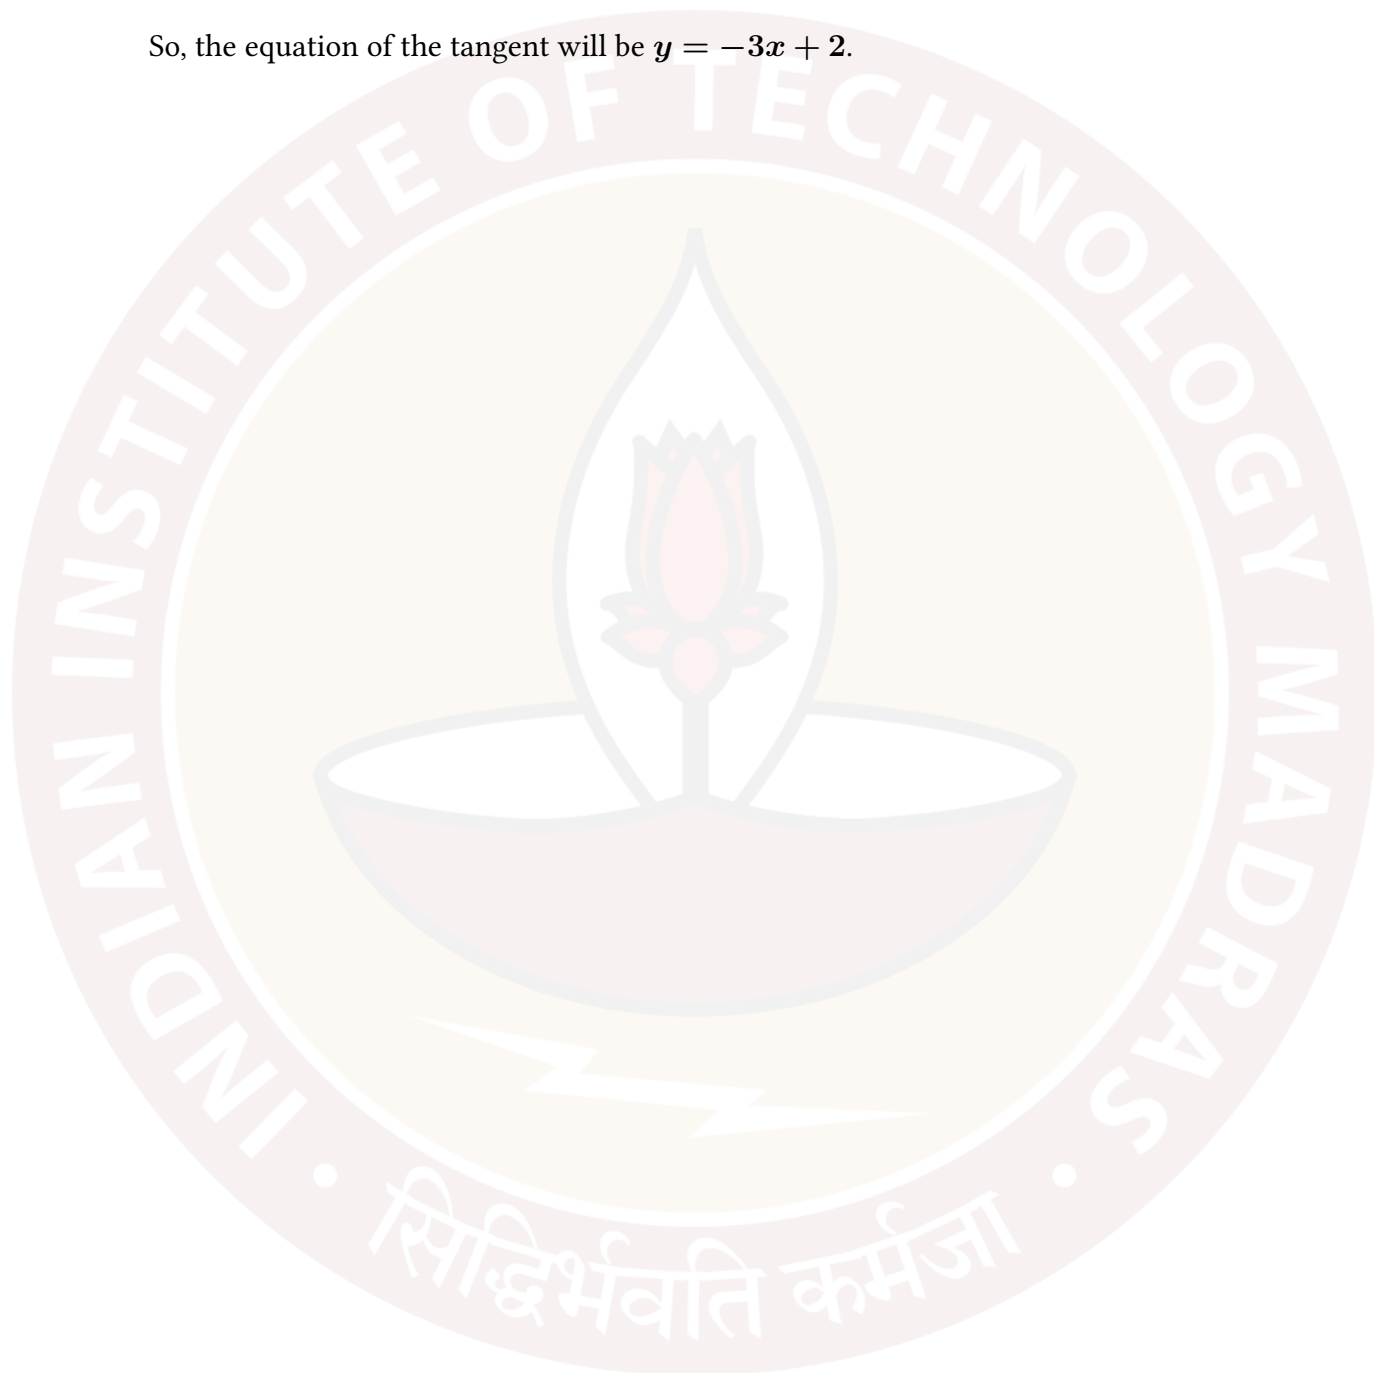 So, the equation of the tangent will be y = −3x + 2.
INDIAN INSTITUTE OF TECHNOLOGY MADRAS
सिद्धिर्भवति कर्मजा